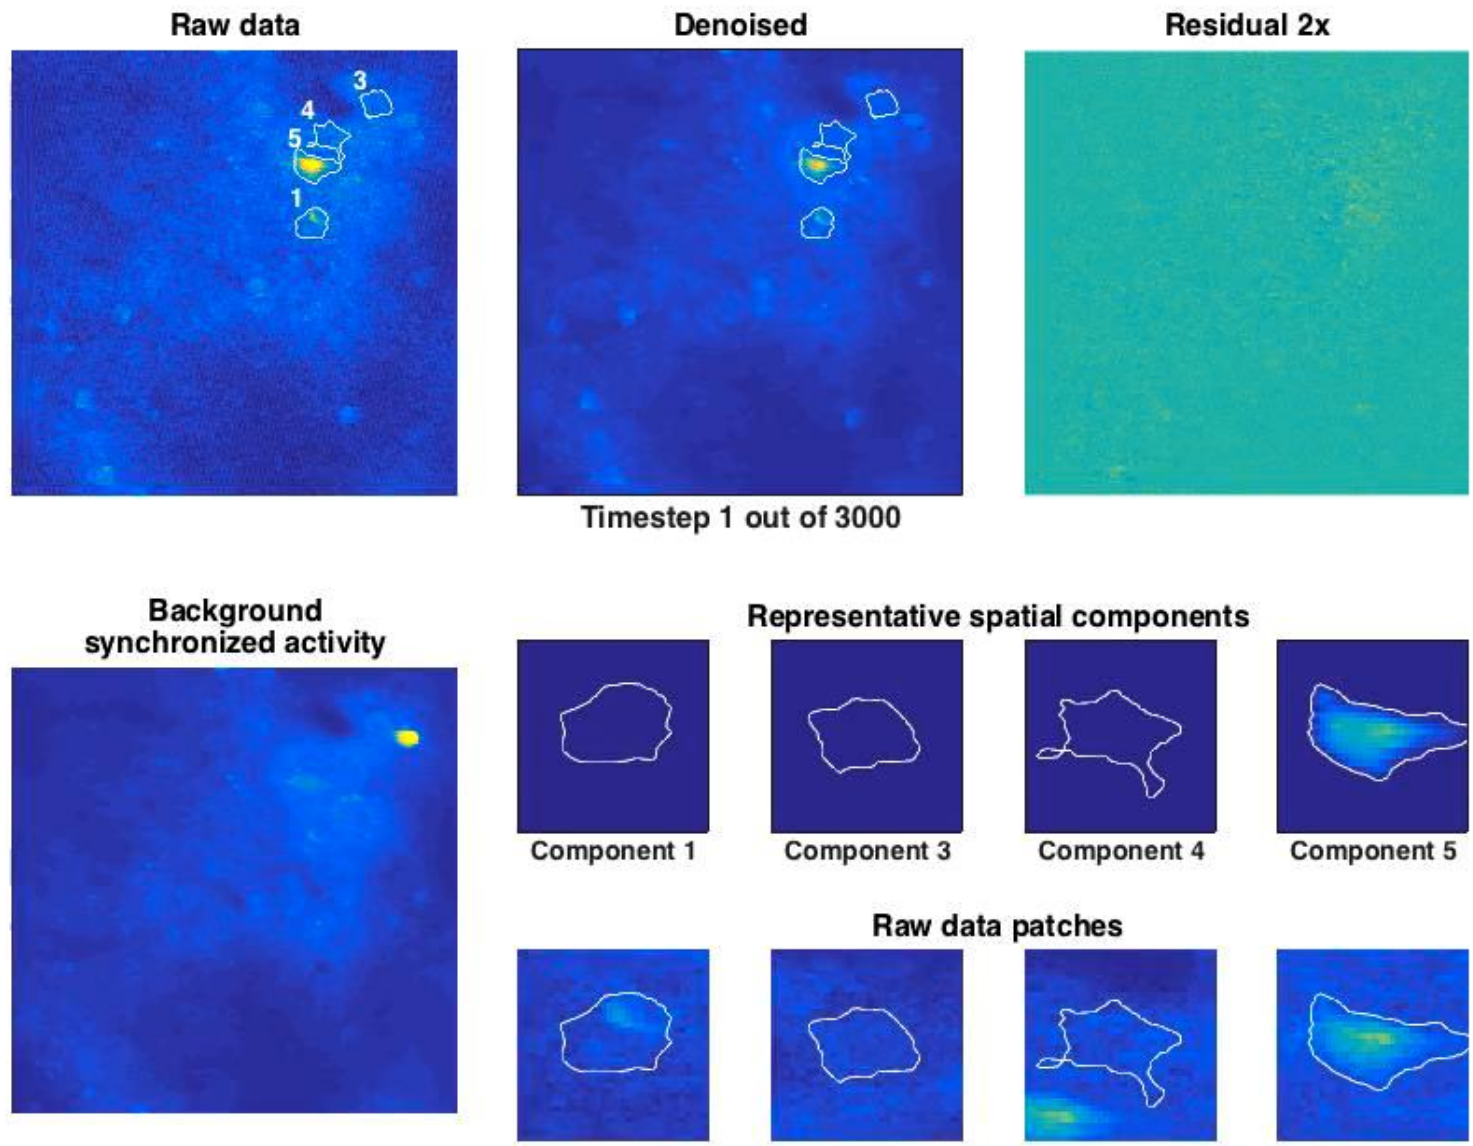 Raw data
Denoised
Residual 2x
3
4
5
1
Timestep 1 out of 3000
Background
synchronized activity
Representative spatial components
Component 1
Component 3
Component 4
Component 5
Raw data patches